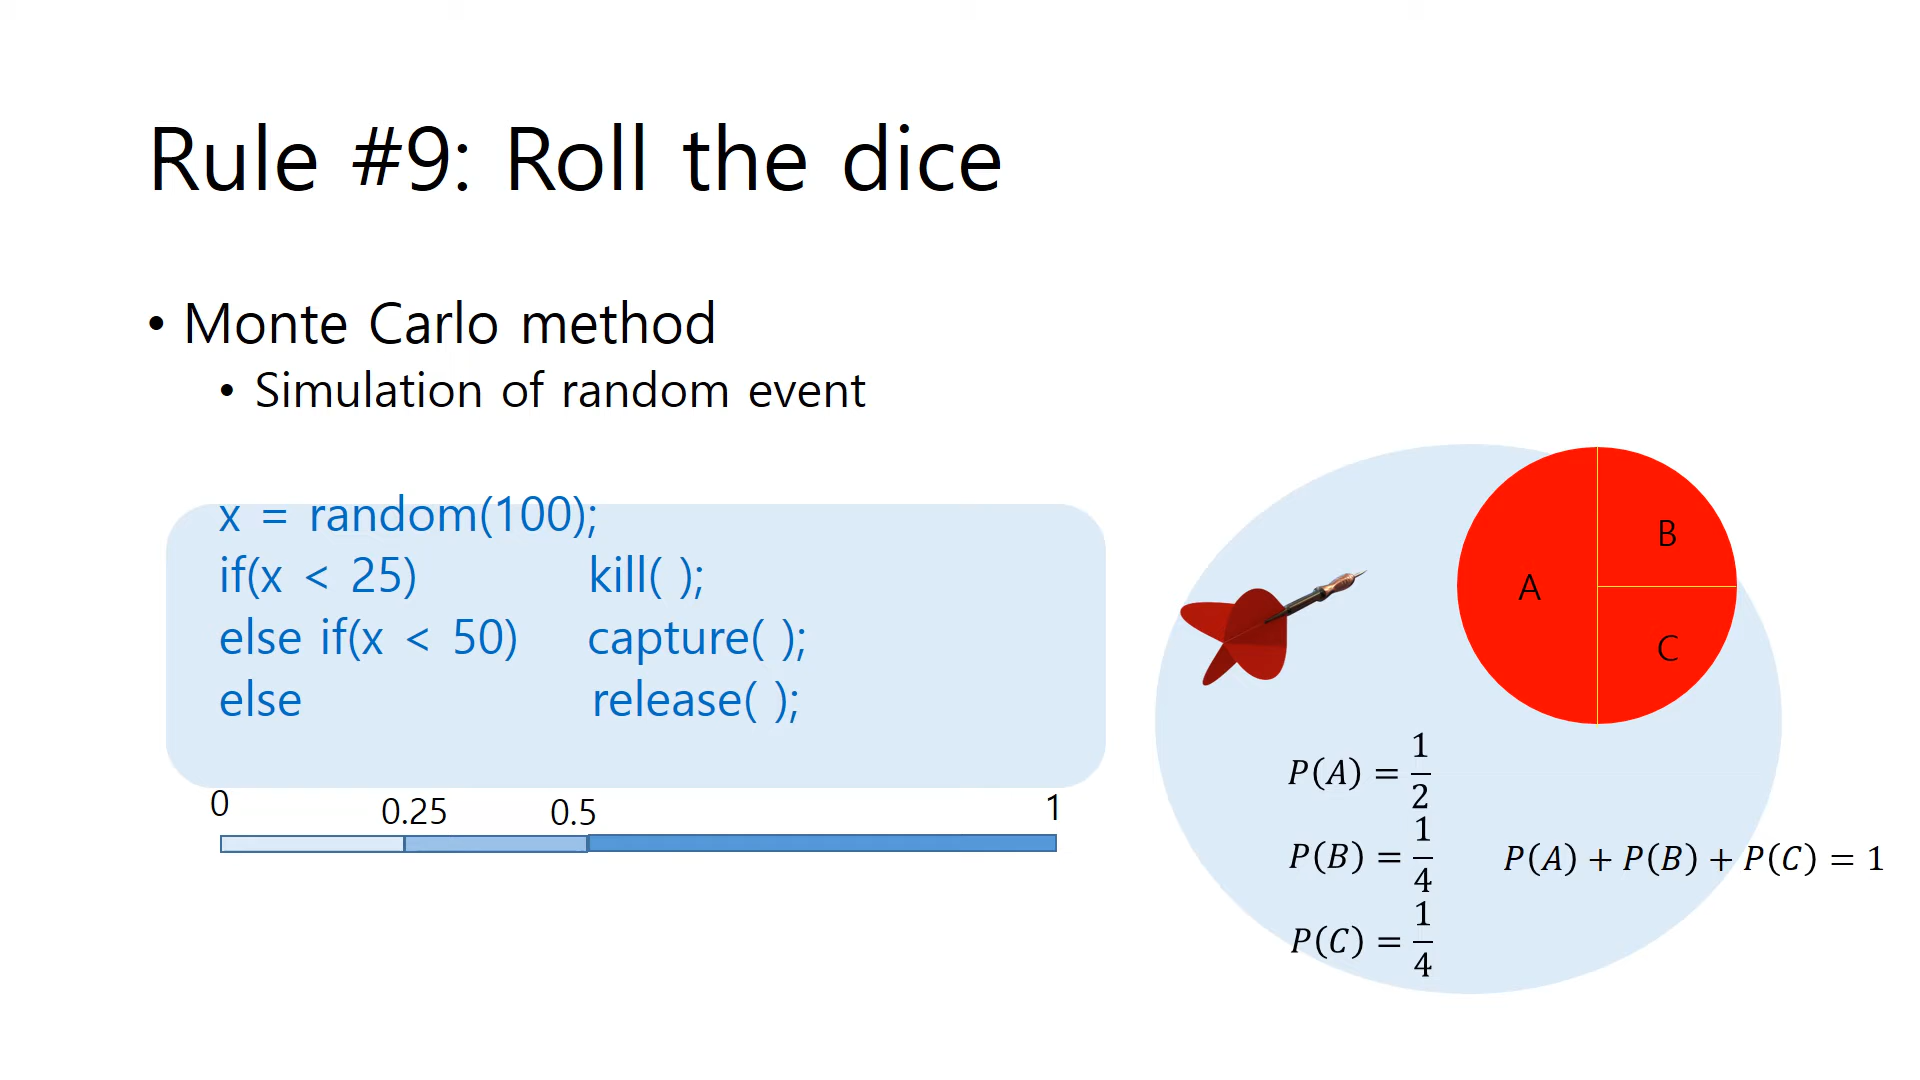 Rule #9: Roll the dice
• Monte Carlo method
• Simulation of random event
x = random(100);
if(x < 25) kill( );
else if(x < 50) capture( );
else release( );
0 0.25 0.5 1
A
B
C
P(A) = 1/2
P(B) = 1/4
P(C) = 1/4
P(A) + P(B) + P(C) = 1